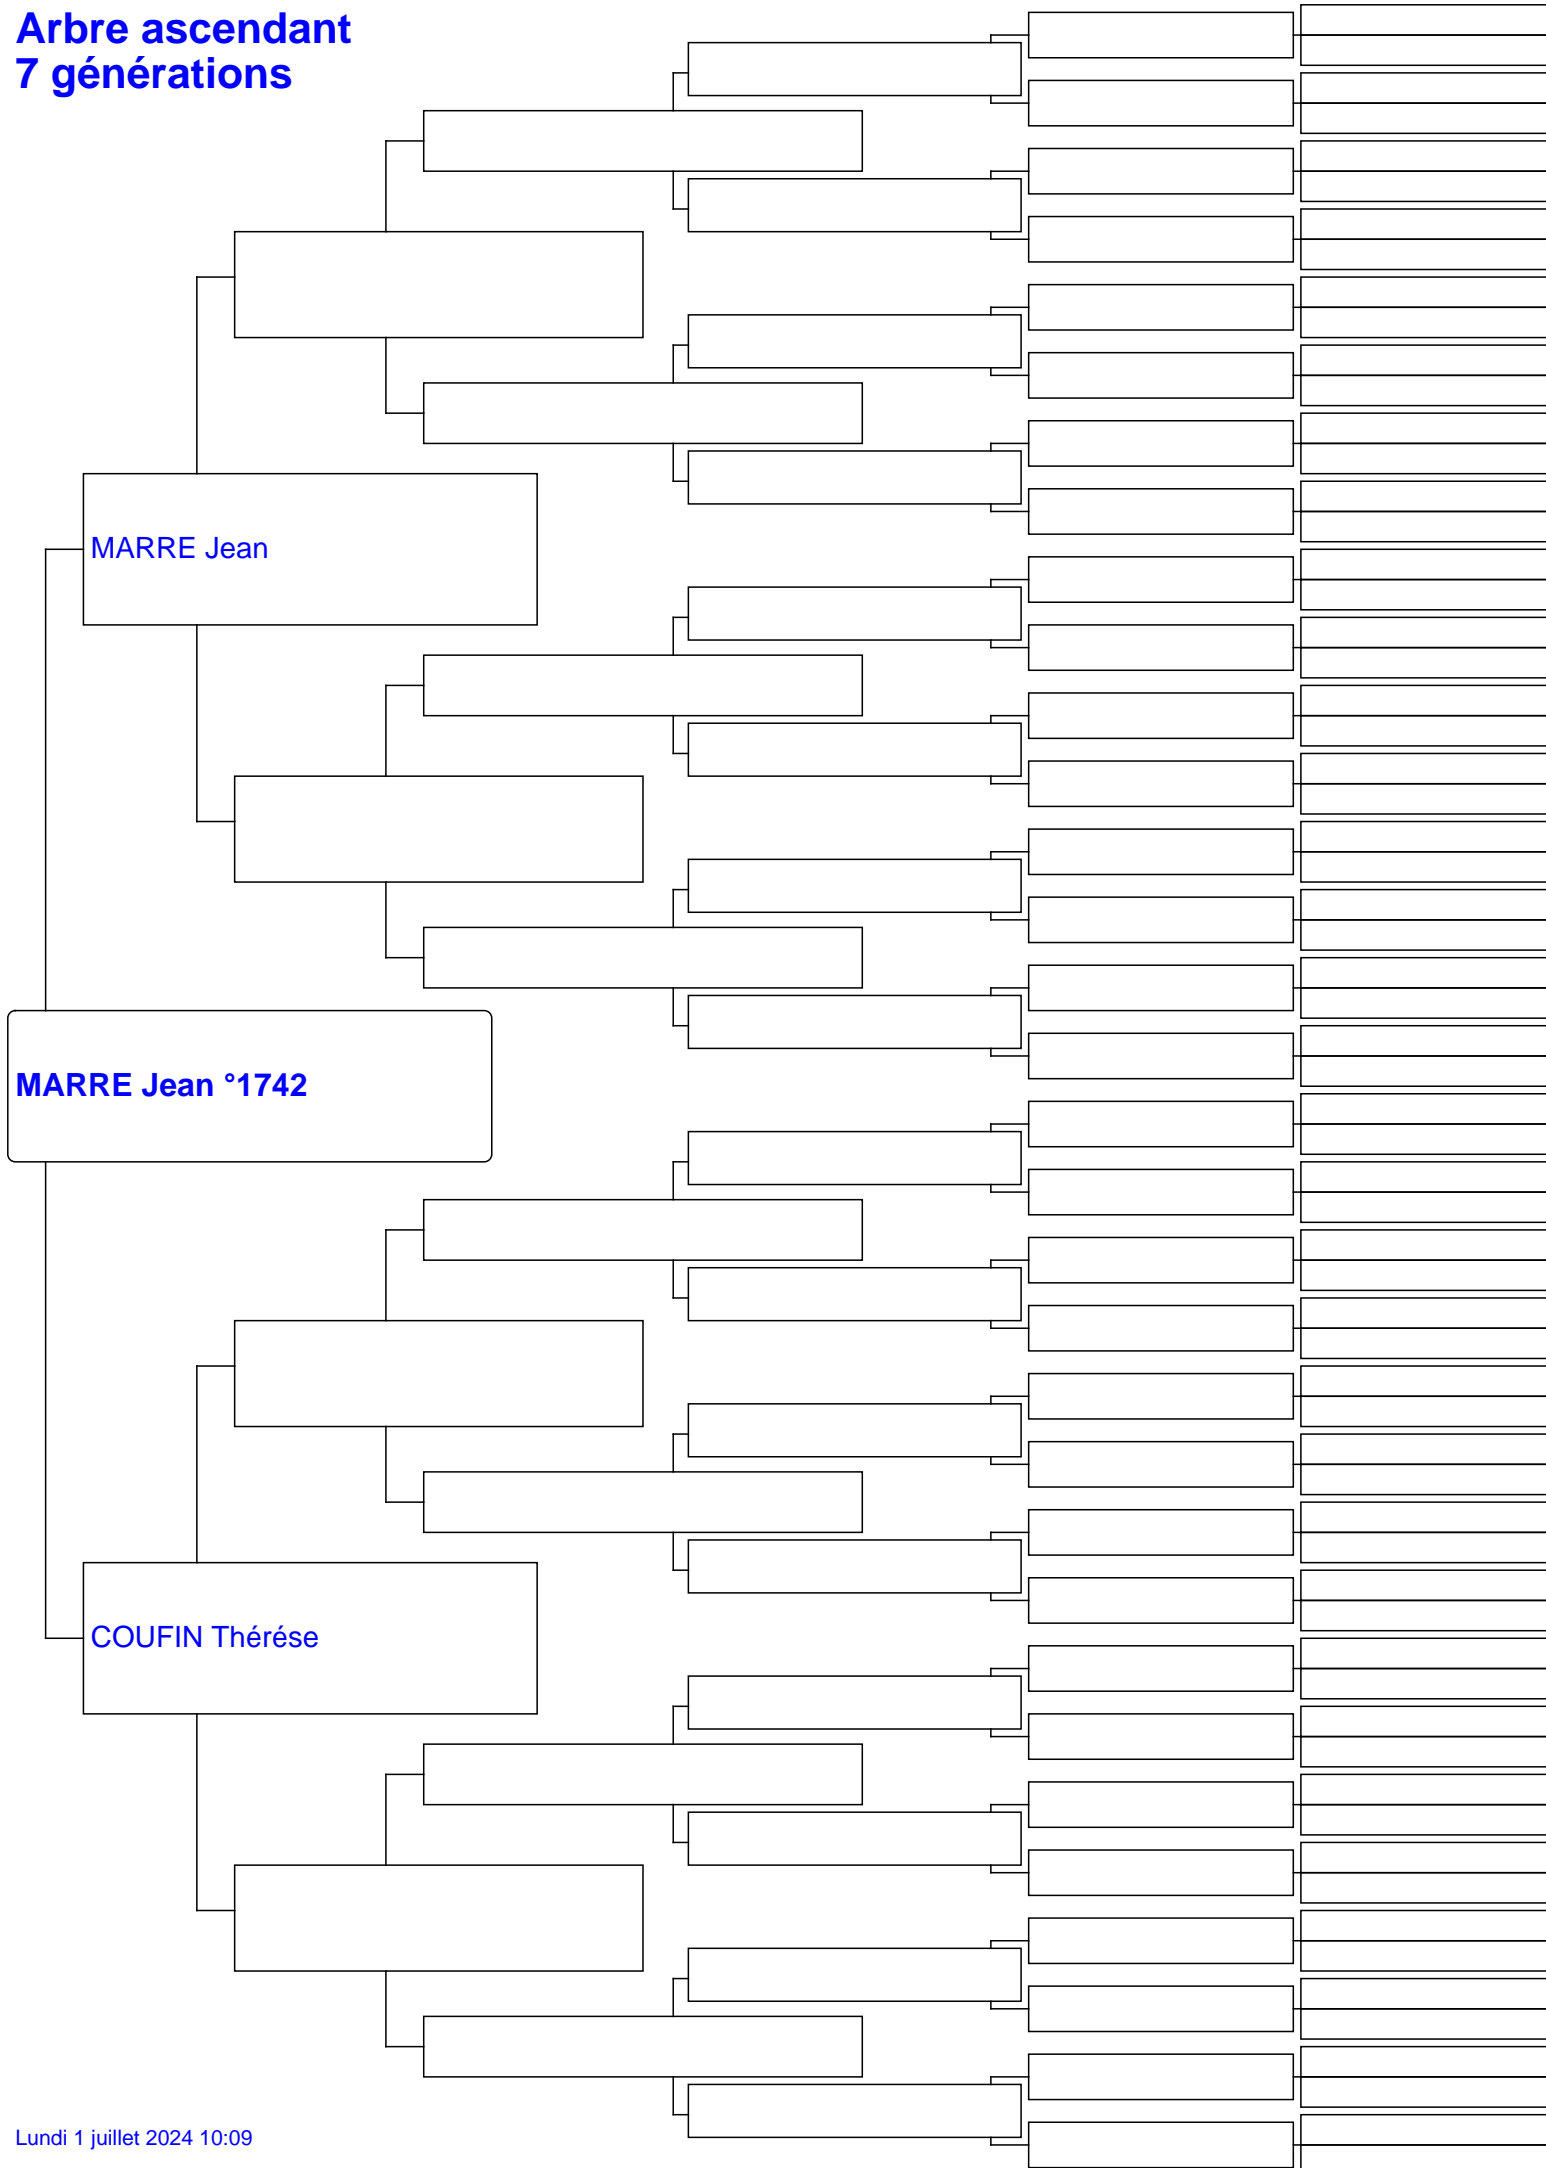 Arbre ascendant
7 générations
MARRE Jean
MARRE Jean °1742
COUFIN Thérése
Lundi 1 juillet 2024 10:09